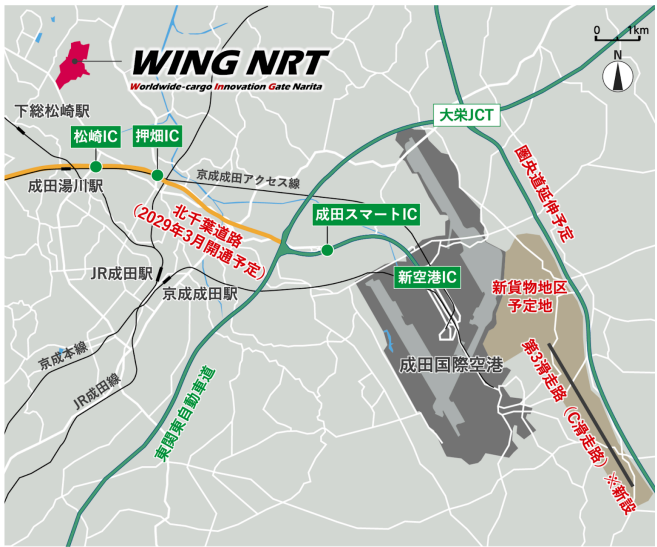 0 1km
N
WING NRT
Worldwide-cargo Innovation Gate Narita
下総松崎駅
松崎IC
押畑IC
大栄JCT
成田湯川駅
京成成田アクセス線
圏央道延伸予定
北千葉道路
(2029年3月開通予定)
成田スマートIC
新空港IC
新貨物地区
予定地
JR成田駅
京成成田駅
成田国際空港
京成本線
JR成田線
東関東自動車道
第3滑走路(C滑走路)※新設